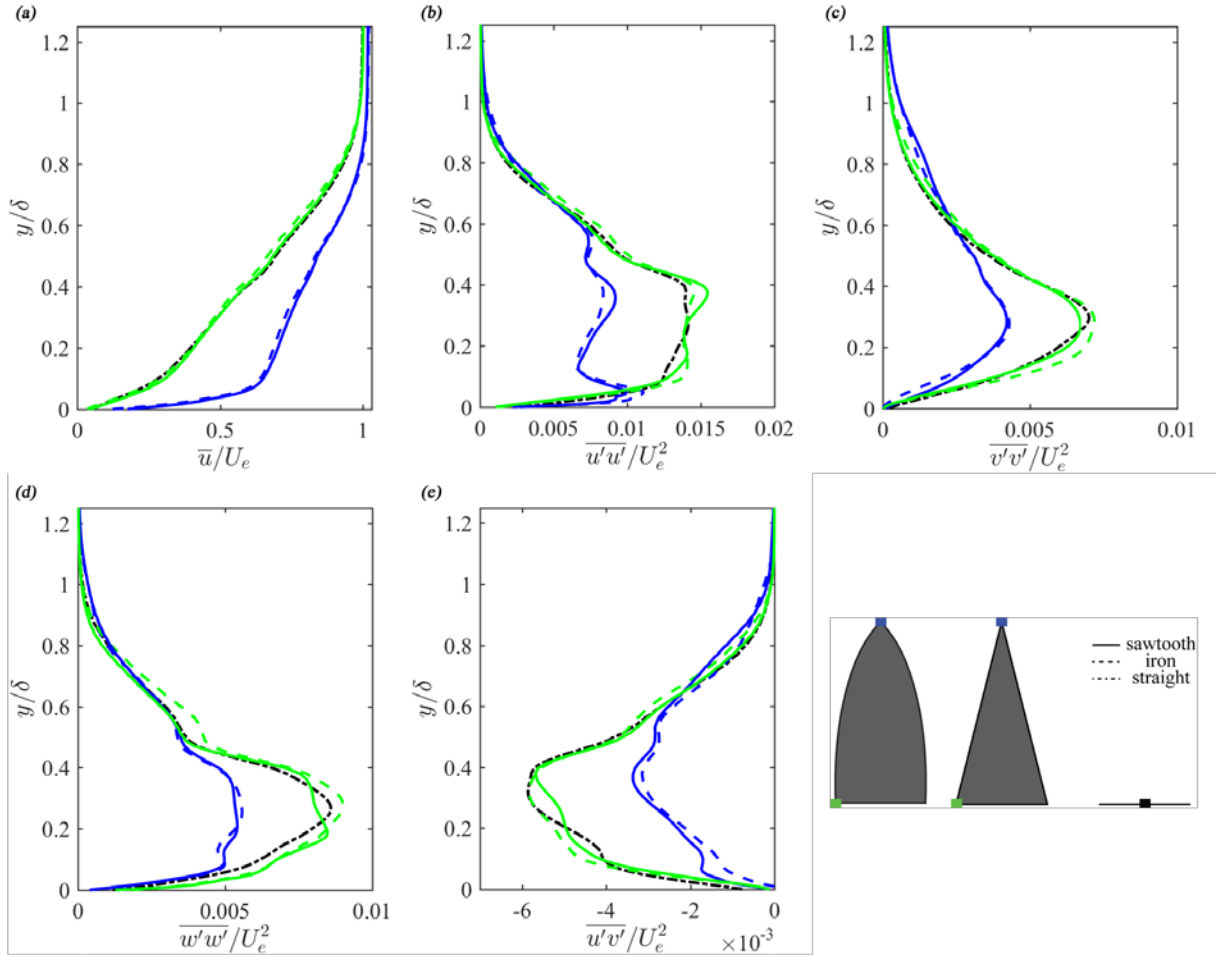 (a)
1.2
1
0.8
0.6
0.4
0.2
0
y/δ
0 0.5 1
u̅/U_e
(b)
1.2
1
0.8
0.6
0.4
0.2
0
y/δ
0 0.005 0.01 0.015 0.02
\overline{u'u'}/U_e^2
(c)
1.2
1
0.8
0.6
0.4
0.2
0
y/δ
0 0.005 0.01
\overline{v'v'}/U_e^2
(d)
1.2
1
0.8
0.6
0.4
0.2
0
y/δ
0 0.005 0.01
\overline{w'w'}/U_e^2
(e)
1.2
1
0.8
0.6
0.4
0.2
0
y/δ
-6 -4 -2 0
\overline{u'v'}/U_e^2
×10^{-3}
sawtooth
iron
straight